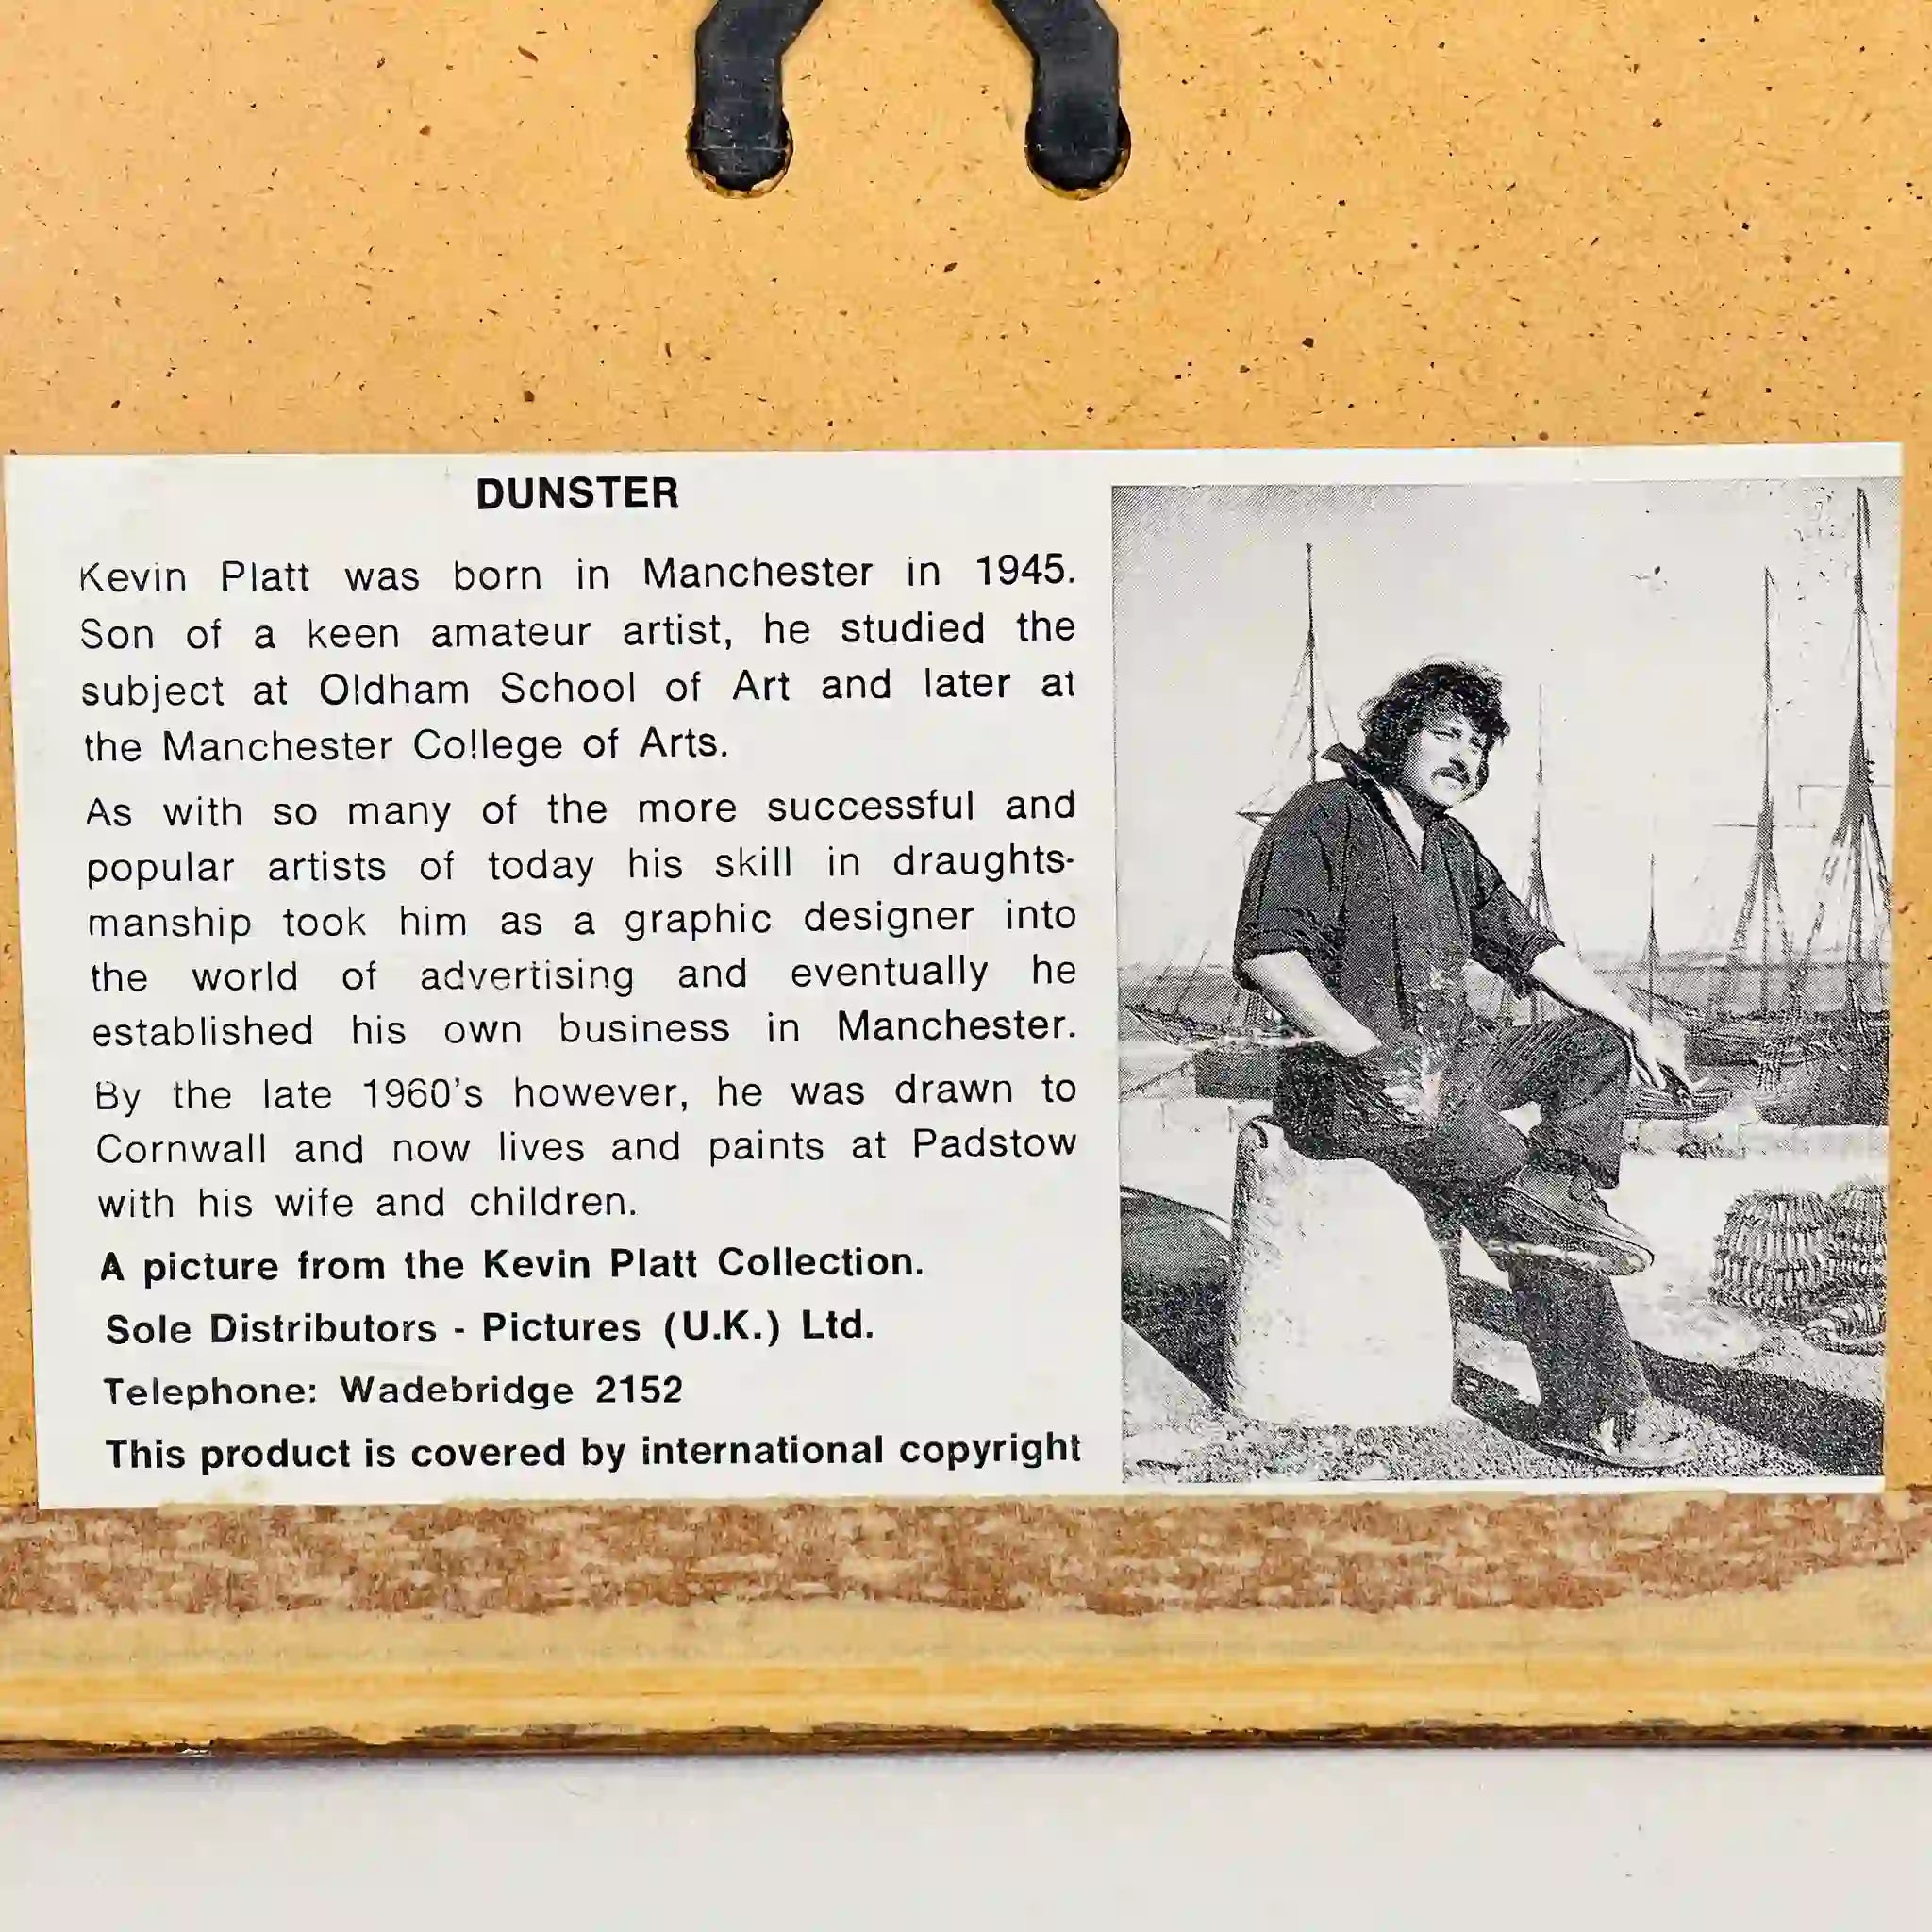 DUNSTER
Kevin Platt was born in Manchester in 1945.
Son of a keen amateur artist, he studied the
subject at Oldham School of Art and later at
the Manchester College of Arts.
As with so many of the more successful and
popular artists of today his skill in draughts-
manship took him as a graphic designer into
the world of advertising and eventually he
established his own business in Manchester.
By the late 1960's however, he was drawn to
Cornwall and now lives and paints at Padstow
with his wife and children.
A picture from the Kevin Platt Collection.
Sole Distributors - Pictures (U.K.) Ltd.
Telephone: Wadebridge 2152
This product is covered by international copyright